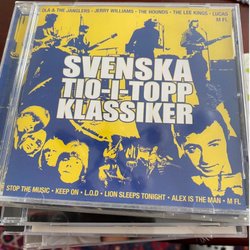 OLA & THE JANGLERS • JERRY WILLIAMS • THE HOUNDS • THE LEE KINGS • LUCAS
M FL
SVENSKA
TIO-I-TOPP
KLASSIKER
STOP THE MUSIC • KEEP ON • L.O.D • LION SLEEPS TONIGHT • ALEX IS THE MAN • M FL